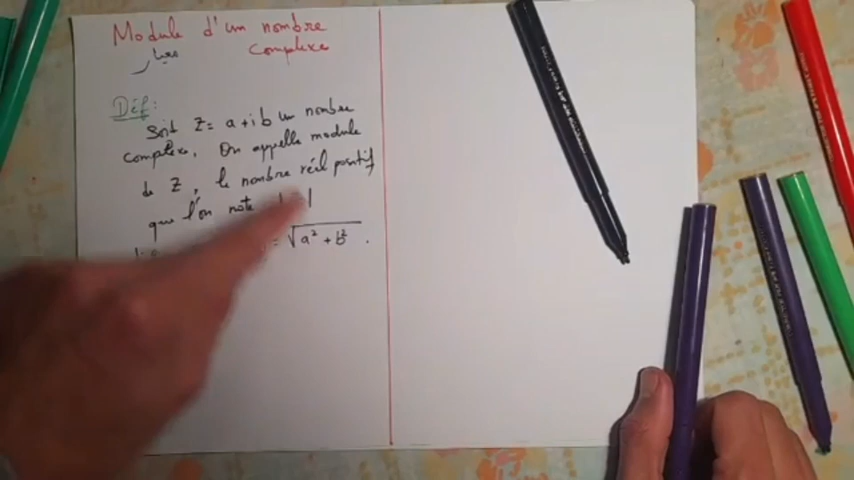 Module d'un nombre
complexe
معيار
Déf:
Soit z = a + i b un nombre
complexe. On appelle module
de z, le nombre réel positif
que l'on note
= √a² + b² .